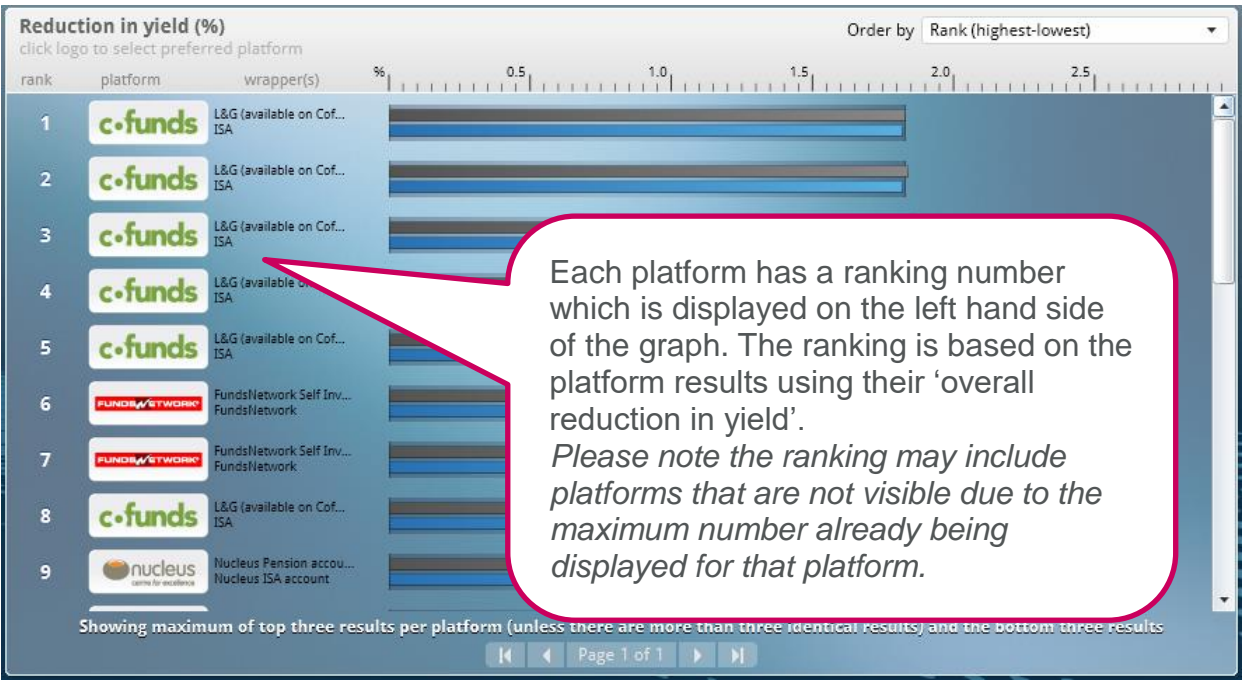 Reduction in yield (%)
click logo to select preferred platform
Order by Rank (highest-lowest)
rank platform wrapper(s) % 0.5 1.0 1.5 2.0 2.5
1 c•funds L&G (available on Cof...
ISA
2 c•funds L&G (available on Cof...
ISA
3 c•funds L&G (available on Cof...
ISA
4 c•funds L&G (available
ISA
5 c•funds L&G (available on Cof...
ISA
6 FUNDSNETWORK FundsNetwork Self Inv...
FundsNetwork
7 FUNDSNETWORK FundsNetwork Self Inv...
FundsNetwork
8 c•funds L&G (available on Cof...
ISA
9 nucleus Nucleus Pension accou...
centre for excellence Nucleus ISA account
Each platform has a ranking number
which is displayed on the left hand side
of the graph. The ranking is based on the
platform results using their ‘overall
reduction in yield’.
Please note the ranking may include
platforms that are not visible due to the
maximum number already being
displayed for that platform.
Showing maximum of top three results per platform (unless there are more than three identical results) and the bottom three results
Page 1 of 1